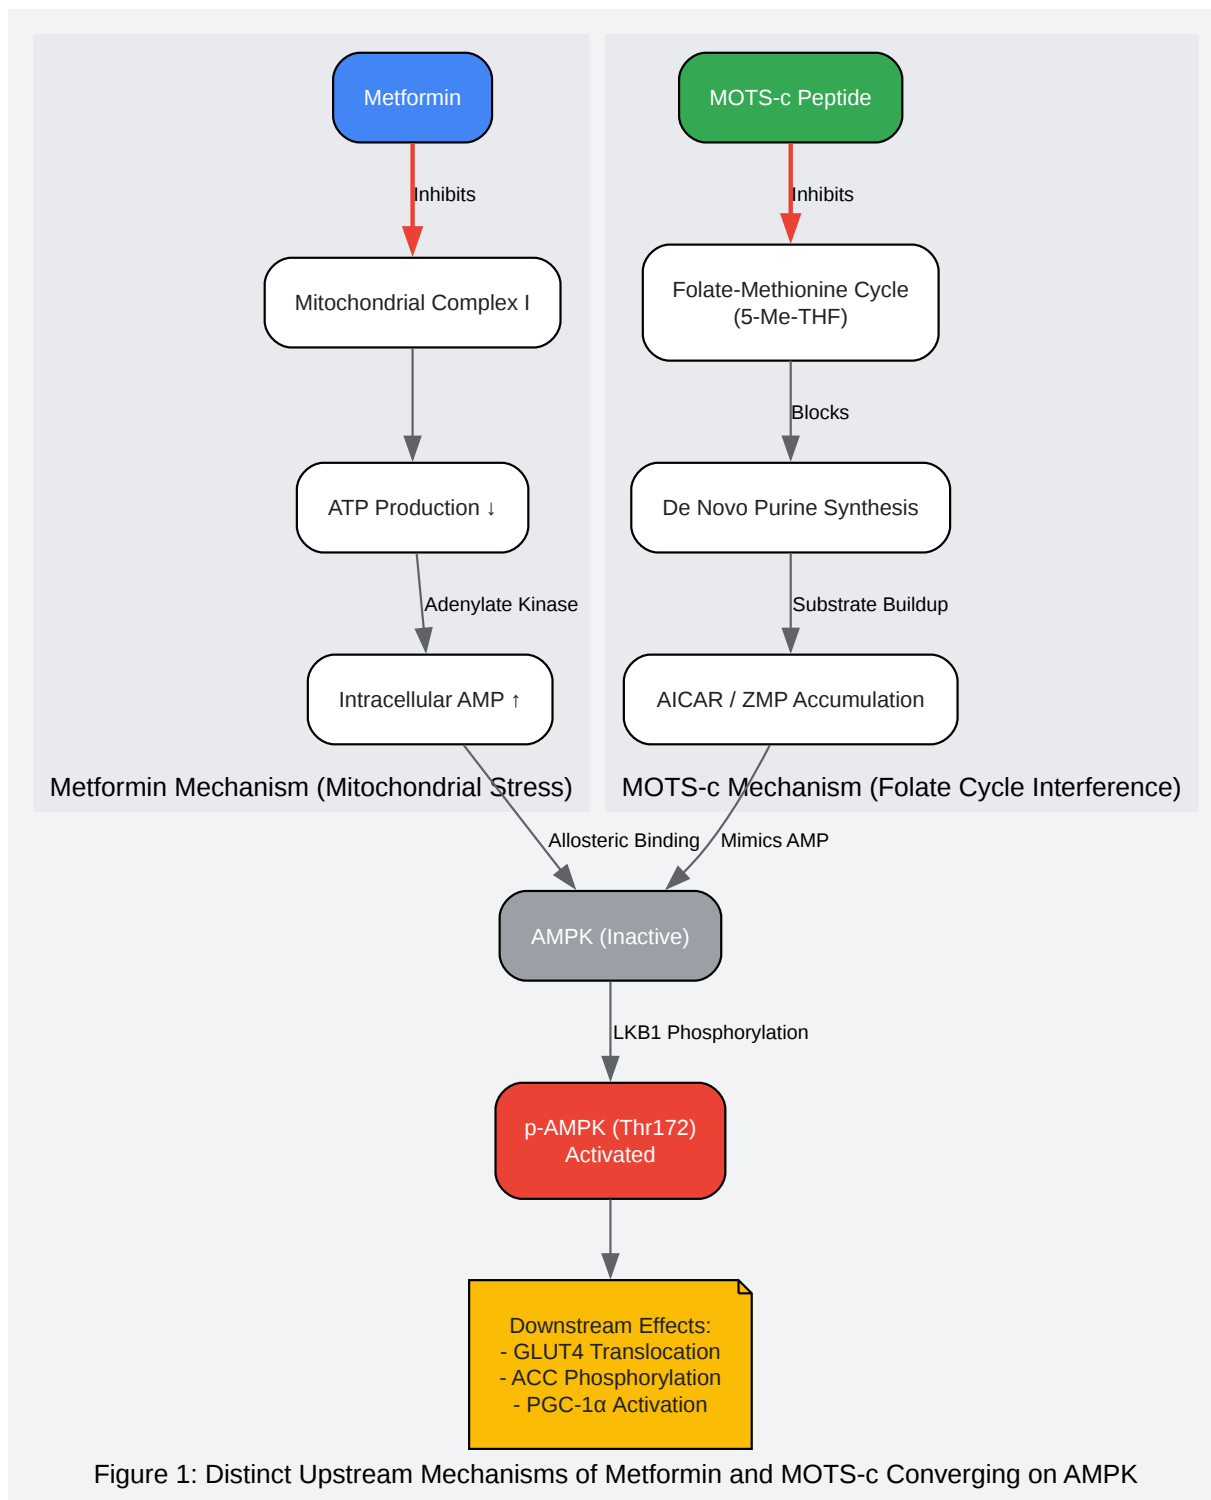 Metformin
Inhibits
Mitochondrial Complex I
ATP Production ↓
Adenylate Kinase
Intracellular AMP ↑
Metformin Mechanism (Mitochondrial Stress)
MOTS-c Peptide
Inhibits
Folate-Methionine Cycle
(5-Me-THF)
Blocks
De Novo Purine Synthesis
Substrate Buildup
AICAR / ZMP Accumulation
MOTS-c Mechanism (Folate Cycle Interference)
Allosteric Binding
Mimics AMP
AMPK (Inactive)
LKB1 Phosphorylation
p-AMPK (Thr172)
Activated
Downstream Effects:
- GLUT4 Translocation
- ACC Phosphorylation
- PGC-1α Activation
Figure 1: Distinct Upstream Mechanisms of Metformin and MOTS-c Converging on AMPK